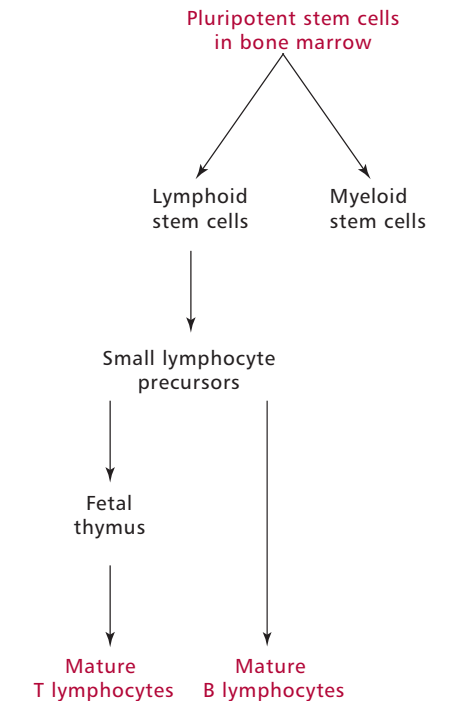 Pluripotent stem cells
in bone marrow
Lymphoid
stem cells
Myeloid
stem cells
Small lymphocyte
precursors
Fetal
thymus
Mature
T lymphocytes
Mature
B lymphocytes